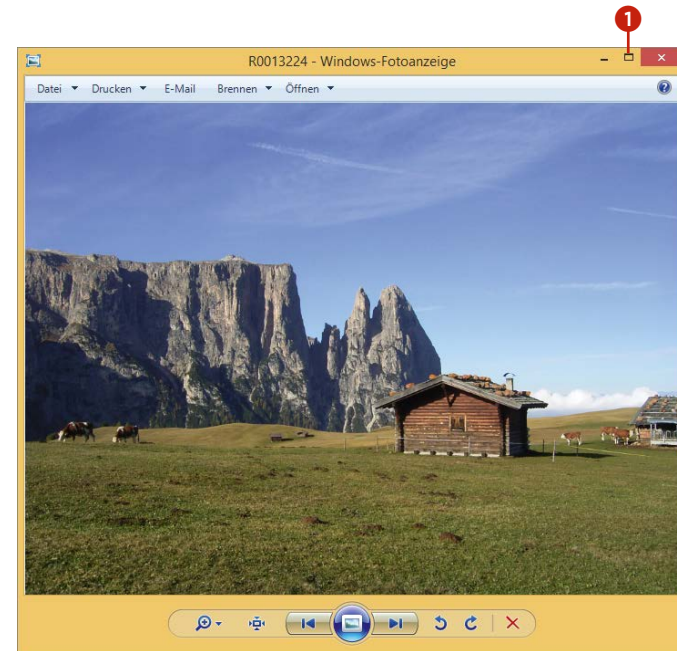 1
R0013224 - Windows-Fotoanzeige
Datei Drucken E-Mail Brennen Öffnen